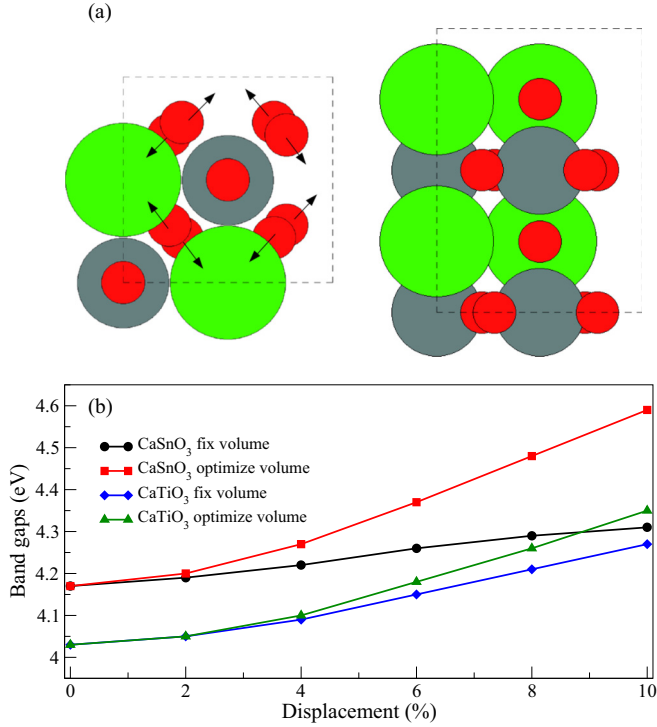 (a)
(b)
4.6
4.5
4.4
4.3
4.2
4.1
4
Band gaps (eV)
CaSnO₃ fix volume
CaSnO₃ optimize volume
CaTiO₃ fix volume
CaTiO₃ optimize volume
0 2 4 6 8 10
Displacement (%)